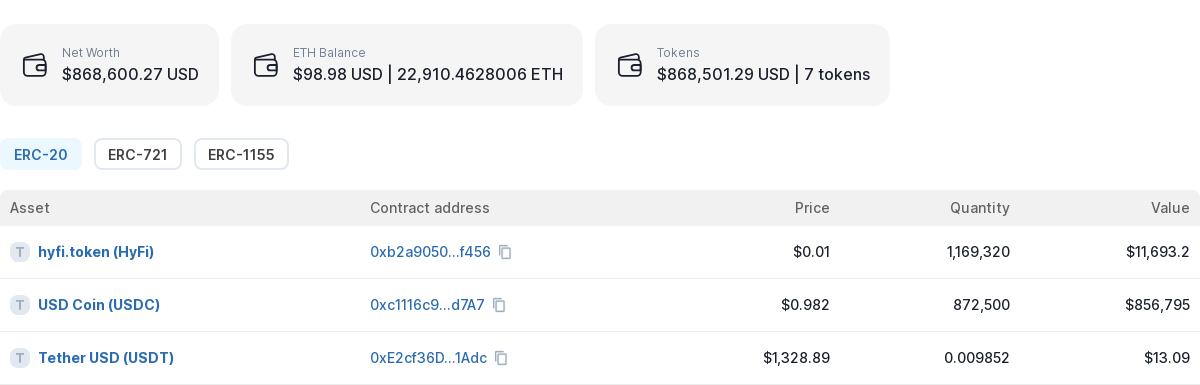 Net Worth
$868,600.27 USD
ETH Balance
$98.98 USD | 22,910.4628006 ETH
Tokens
$868,501.29 USD | 7 tokens
ERC-20 ERC-721 ERC-1155
Asset Contract address Price Quantity Value
T hyfi.token (HyFi) 0xb2a9050...f456 $0.01 1,169,320 $11,693.2
T USD Coin (USDC) 0xc1116c9...d7A7 $0.982 872,500 $856,795
T Tether USD (USDT) 0xE2cf36D...1Adc $1,328.89 0.009852 $13.09